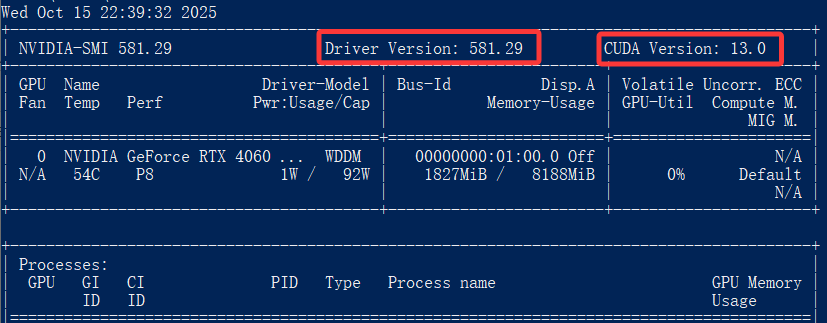 Wed Oct 15 22:39:32 2025
NVIDIA-SMI 581.29 Driver Version: 581.29 CUDA Version: 13.0
GPU Name Driver-Model Bus-Id Disp.A Volatile Uncorr. ECC
Fan Temp Perf Pwr:Usage/Cap Memory-Usage GPU-Util Compute M.
MIG M.
0 NVIDIA GeForce RTX 4060 ... WDDM 00000000:01:00.0 Off N/A
N/A 54C P8 1W / 92W 1827MiB / 8188MiB 0% Default
N/A
Processes:
GPU GI CI PID Type Process name GPU Memory
ID ID Usage